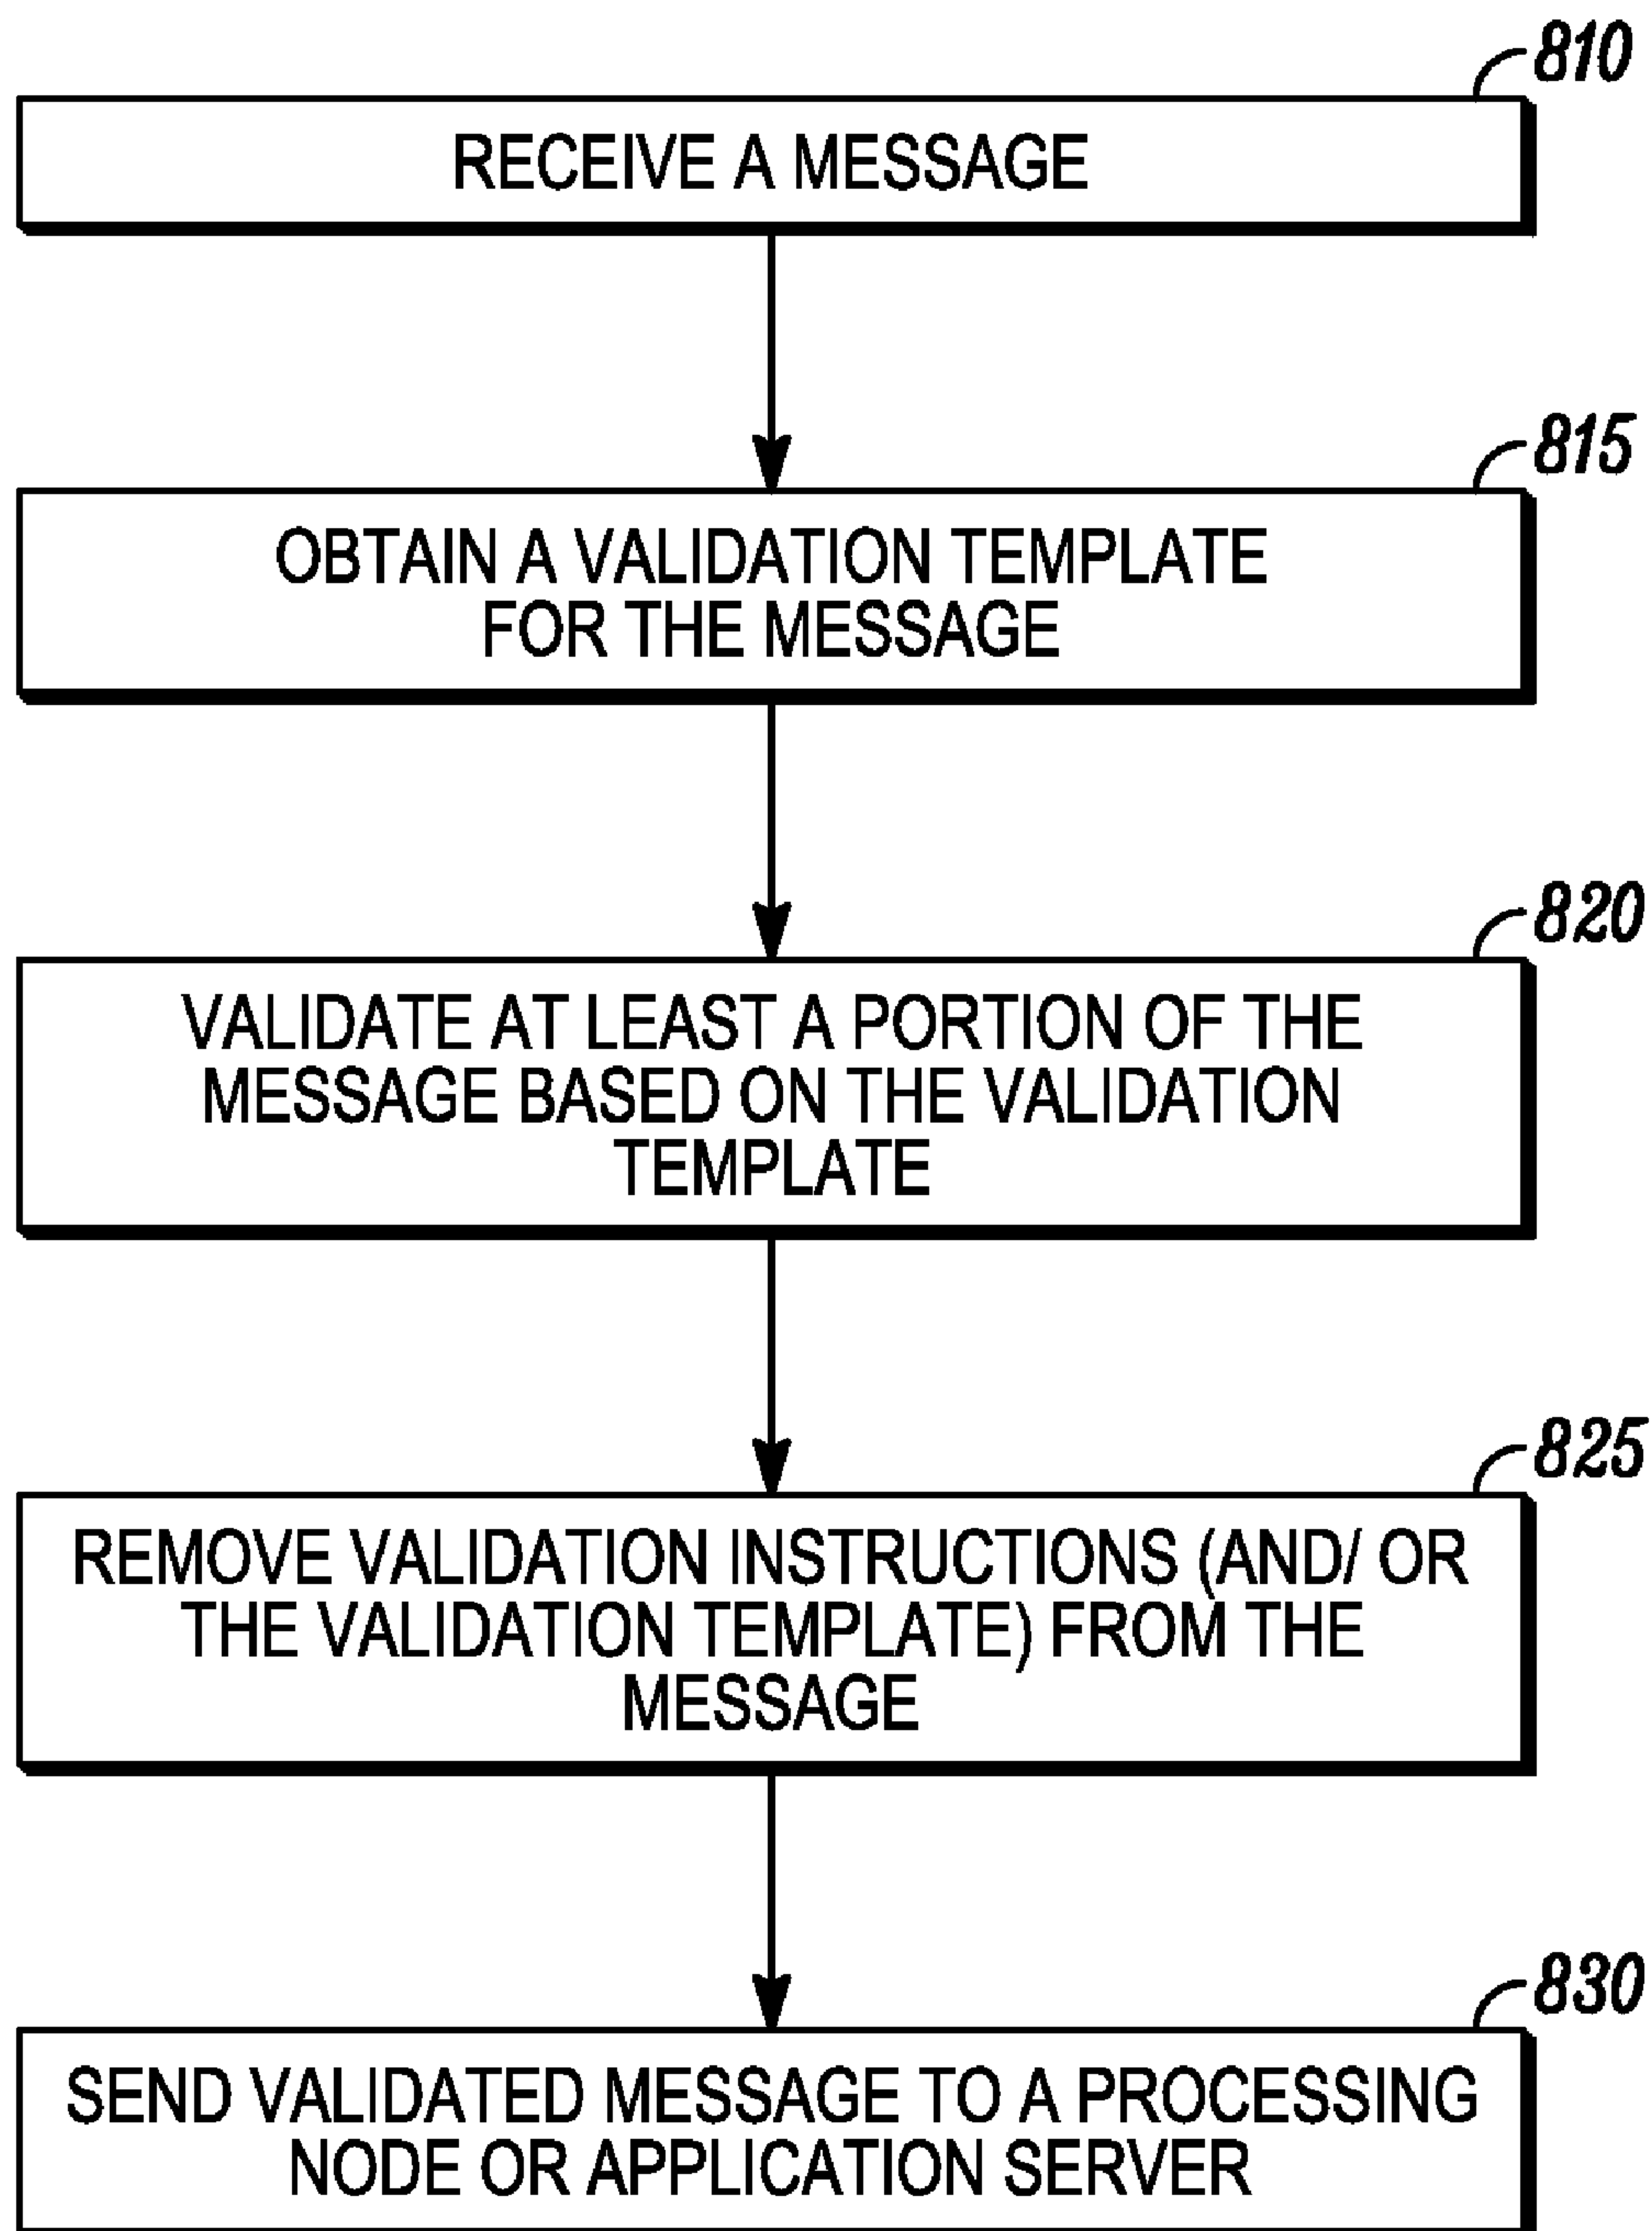 810
RECEIVE A MESSAGE
815
OBTAIN A VALIDATION TEMPLATE
FOR THE MESSAGE
820
VALIDATE AT LEAST A PORTION OF THE
MESSAGE BASED ON THE VALIDATION
TEMPLATE
825
REMOVE VALIDATION INSTRUCTIONS (AND/ OR
THE VALIDATION TEMPLATE) FROM THE
MESSAGE
830
SEND VALIDATED MESSAGE TO A PROCESSING
NODE OR APPLICATION SERVER